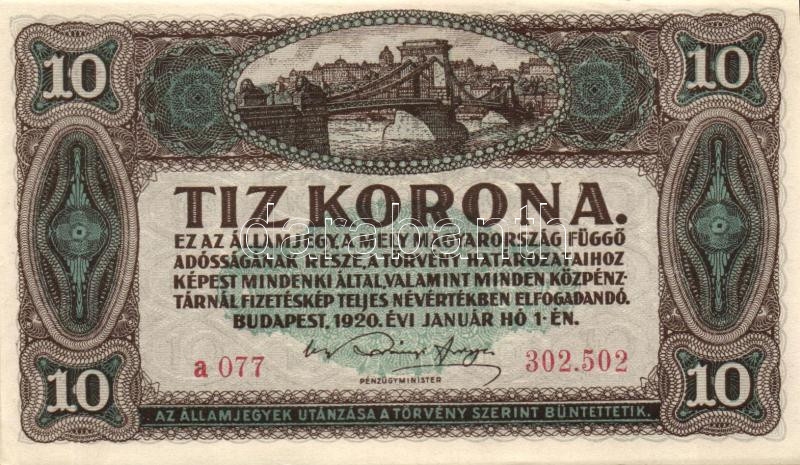 10 10
TIZ KORONA.
EZ AZ ÁLLAMJEGY, A MELY MAGYARORSZÁG FÜGGŐ
ADÓSSÁGÁNAK RÉSZE, A TÖRVÉNY HATÁROZATAIHOZ
KÉPEST MINDENKI ÁLTAL, VALAMINT MINDEN KÖZPÉNZ-
TÁRNÁL FIZETÉSKÉP TELJES NÉVÉRTÉKBEN ELFOGADANDÓ.
BUDAPEST, 1920. ÉVI JANUÁR HÓ 1-ÉN.
a 077 302.502
PÉNZÜGYMINISTER
10 10
AZ ÁLLAMJEGYEK UTÁNZÁSA A TÖRVÉNY SZERINT BÜNTETTETIK.